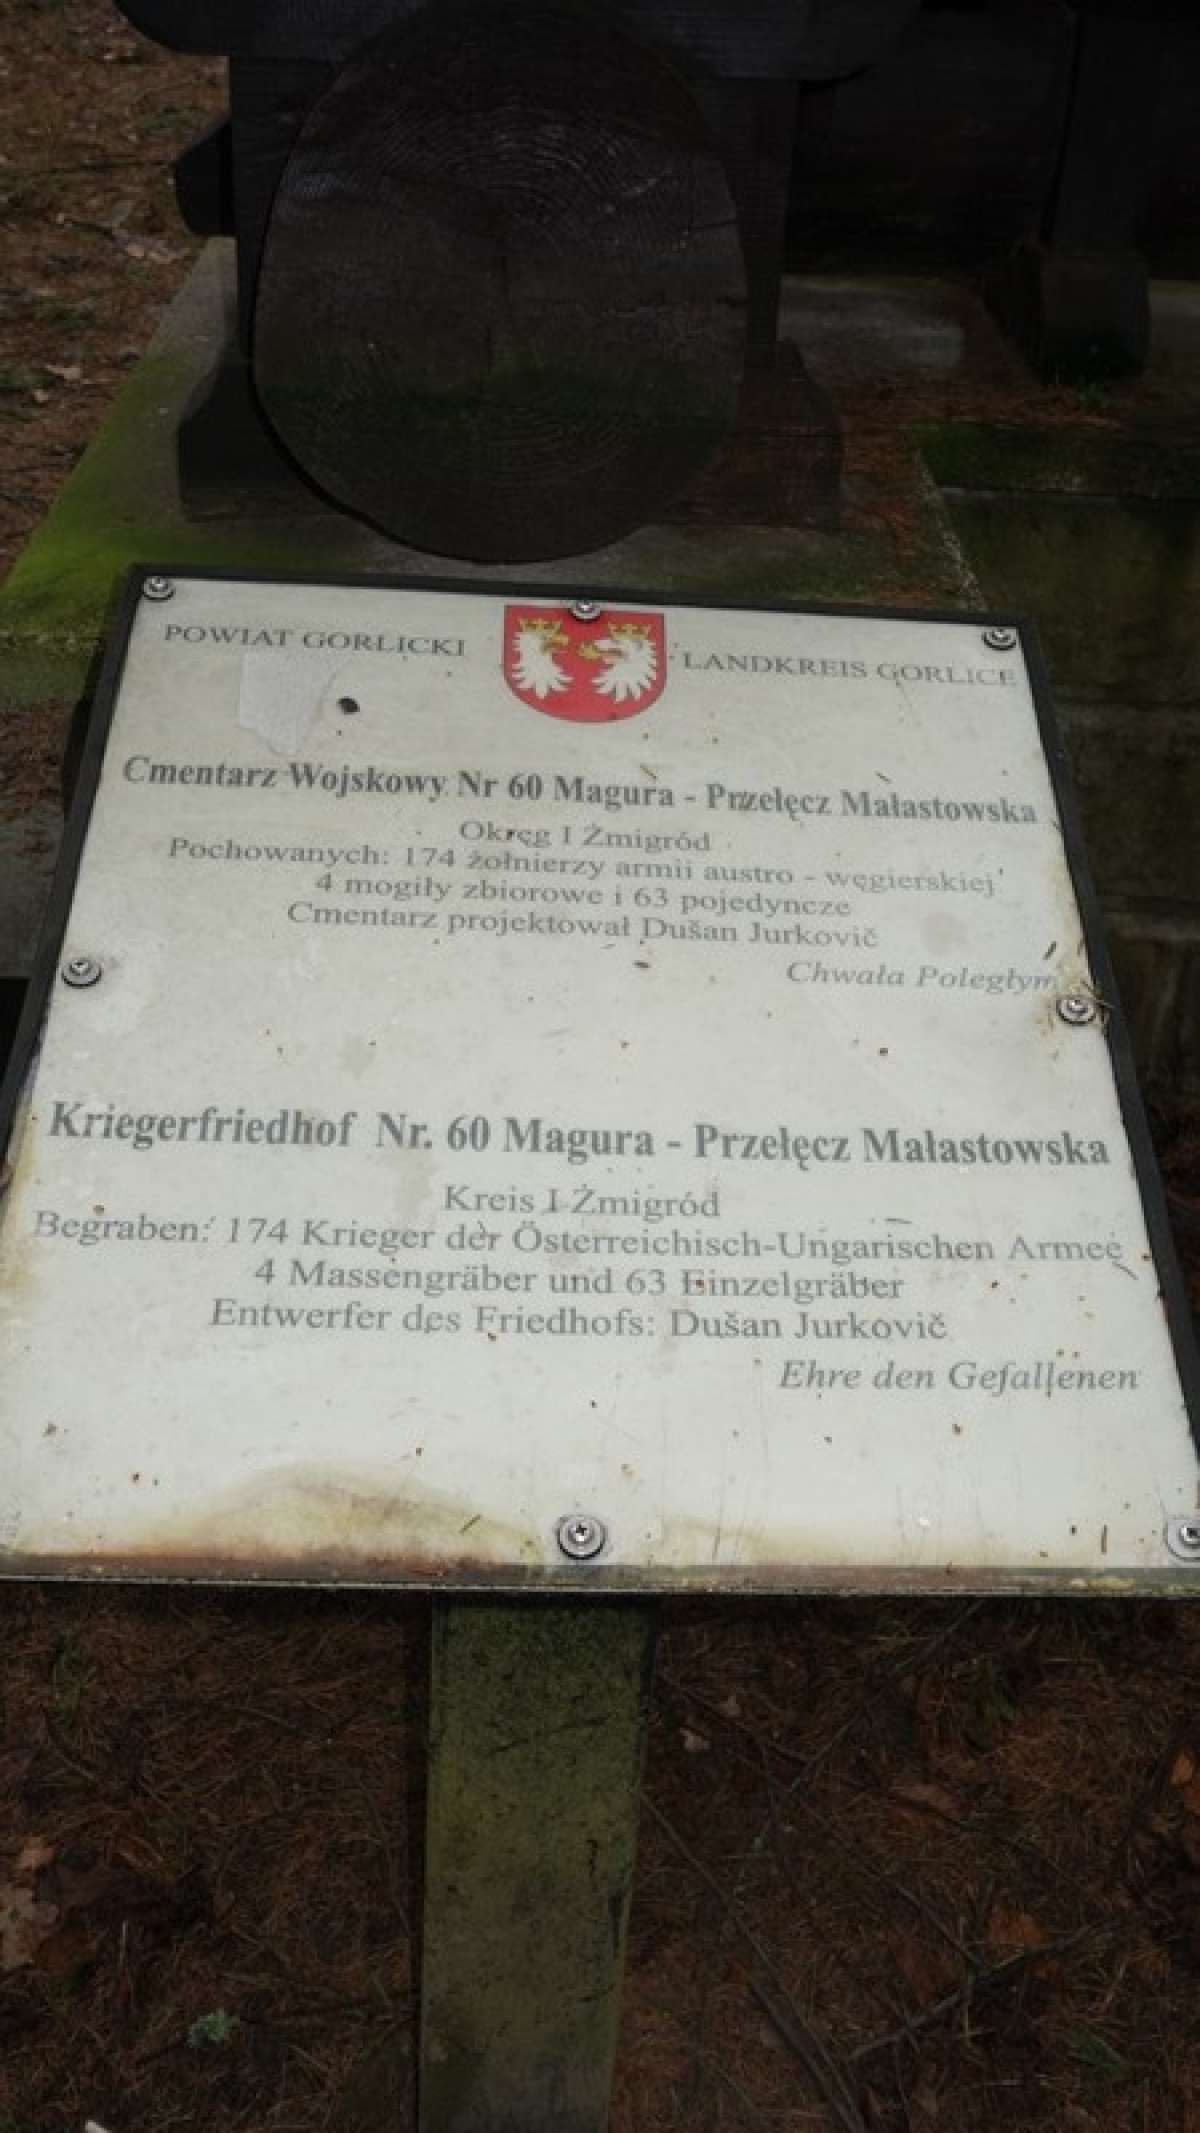 POWIAT GORLICKI LANDKREIS GORLICE
Cmentarz Wojskowy Nr 60 Magura - Przełęcz Małastowska
Okręg I Żmigród
Pochowanych: 174 żołnierzy armii austro - węgierskiej
4 mogiły zbiorowe i 63 pojedyncze
Cmentarz projektował Dušan Jurkovič
Chwała Poległym
Kriegerfriedhof Nr. 60 Magura - Przełęcz Małastowska
Kreis I Żmigród
Begraben: 174 Krieger der Österreichisch-Ungarischen Armee
4 Massengräber und 63 Einzelgräber
Entwerfer des Friedhofs: Dušan Jurkovič
Ehre den Gefallenen